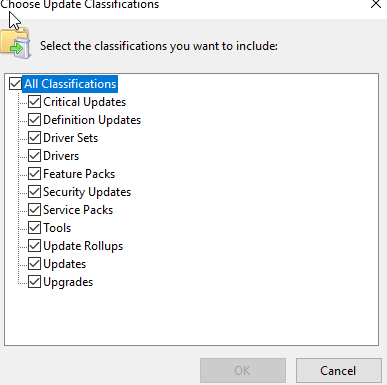 Choose Update Classifications
Select the classifications you want to include:
All Classifications
Critical Updates
Definition Updates
Driver Sets
Drivers
Feature Packs
Security Updates
Service Packs
Tools
Update Rollups
Updates
Upgrades
OK
Cancel